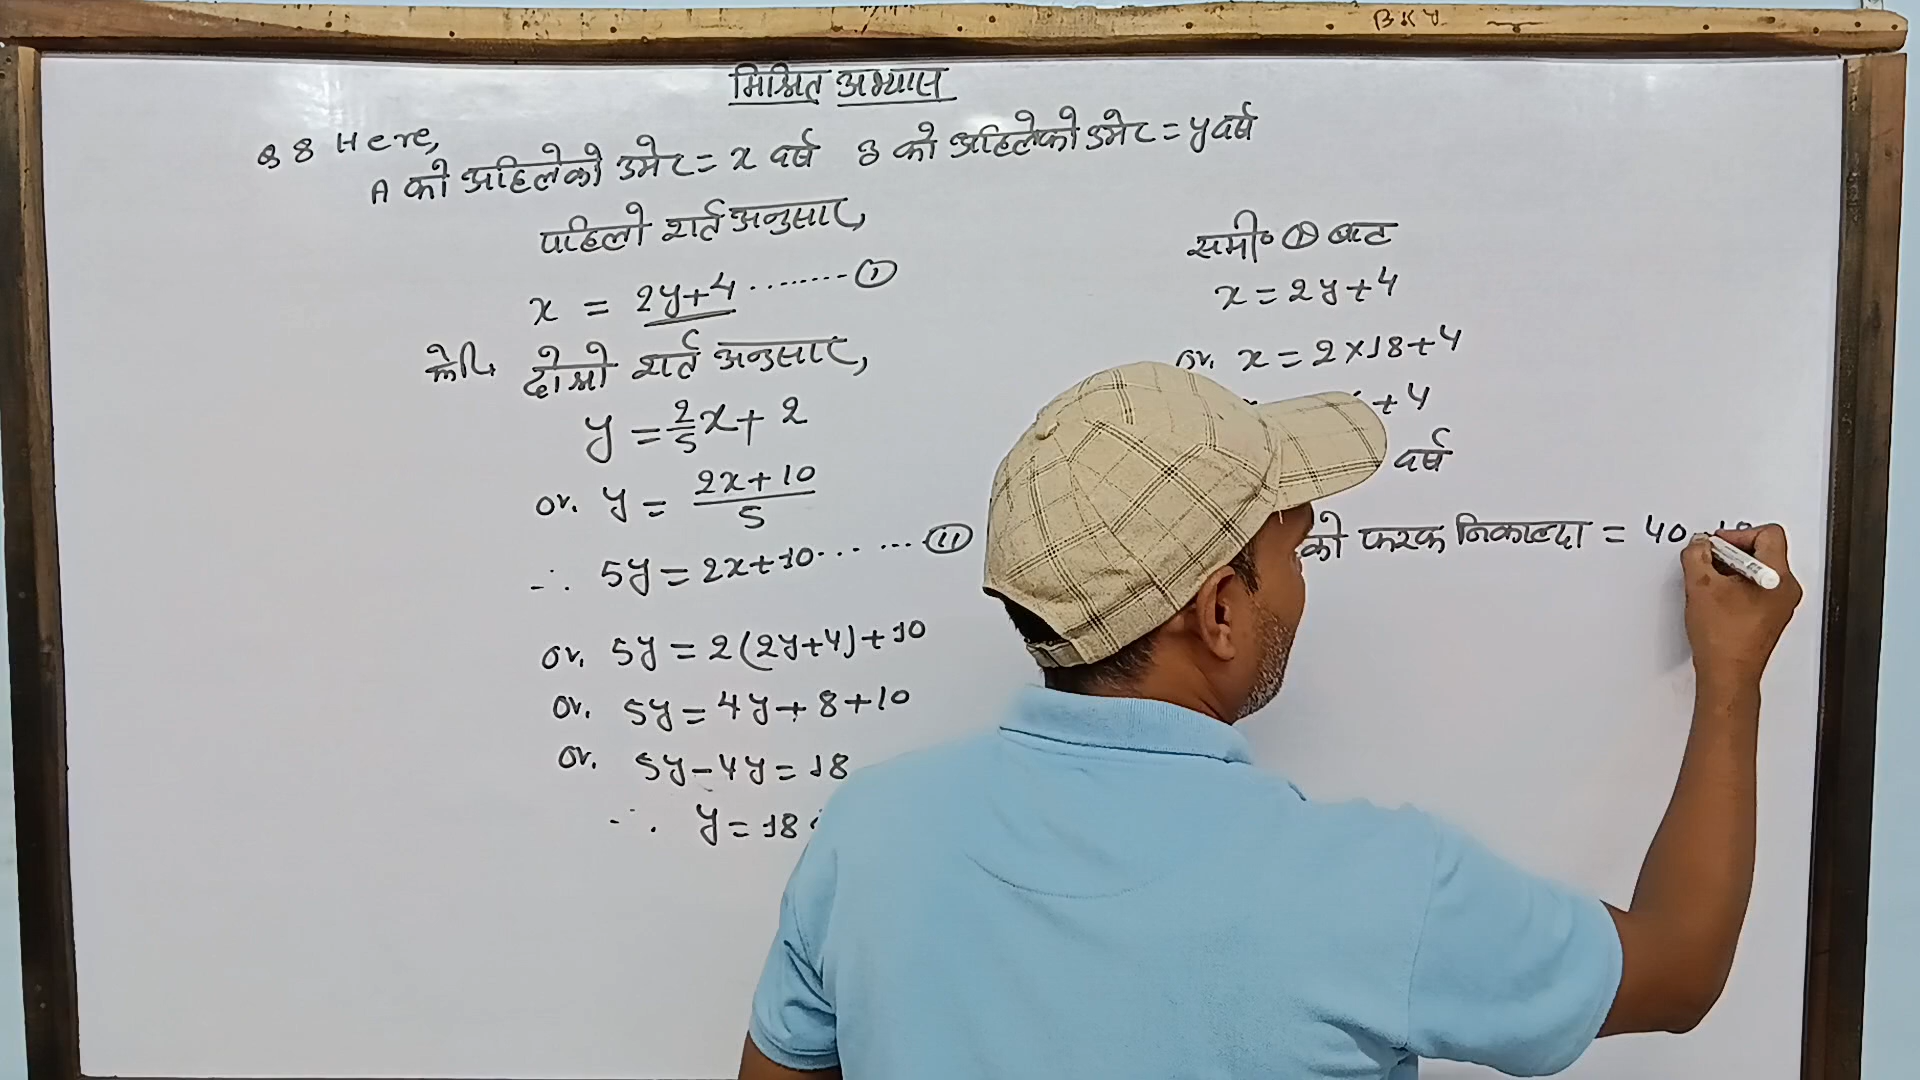 BKY
मिश्रित अभ्यास
Q 8 Here,
A को अहिलेको उमेर = x वर्ष B को अहिलेको उमेर = y वर्ष
पहिलो शर्त अनुसार,
x = 2y+4 ........ (i)
फेरि, दोश्रो शर्त अनुसार,
y = 2/5 x + 2
or, y = (2x+10)/5
∴ 5y = 2x+10 ...... (ii)
or, 5y = 2(2y+4)+10
or, 5y = 4y+8+10
or, 5y-4y = 18
∴ y = 18
समी० (i) बाट
x = 2y+4
or, x = 2×18+4
+4
वर्ष
को फरक निकाल्दा = 40